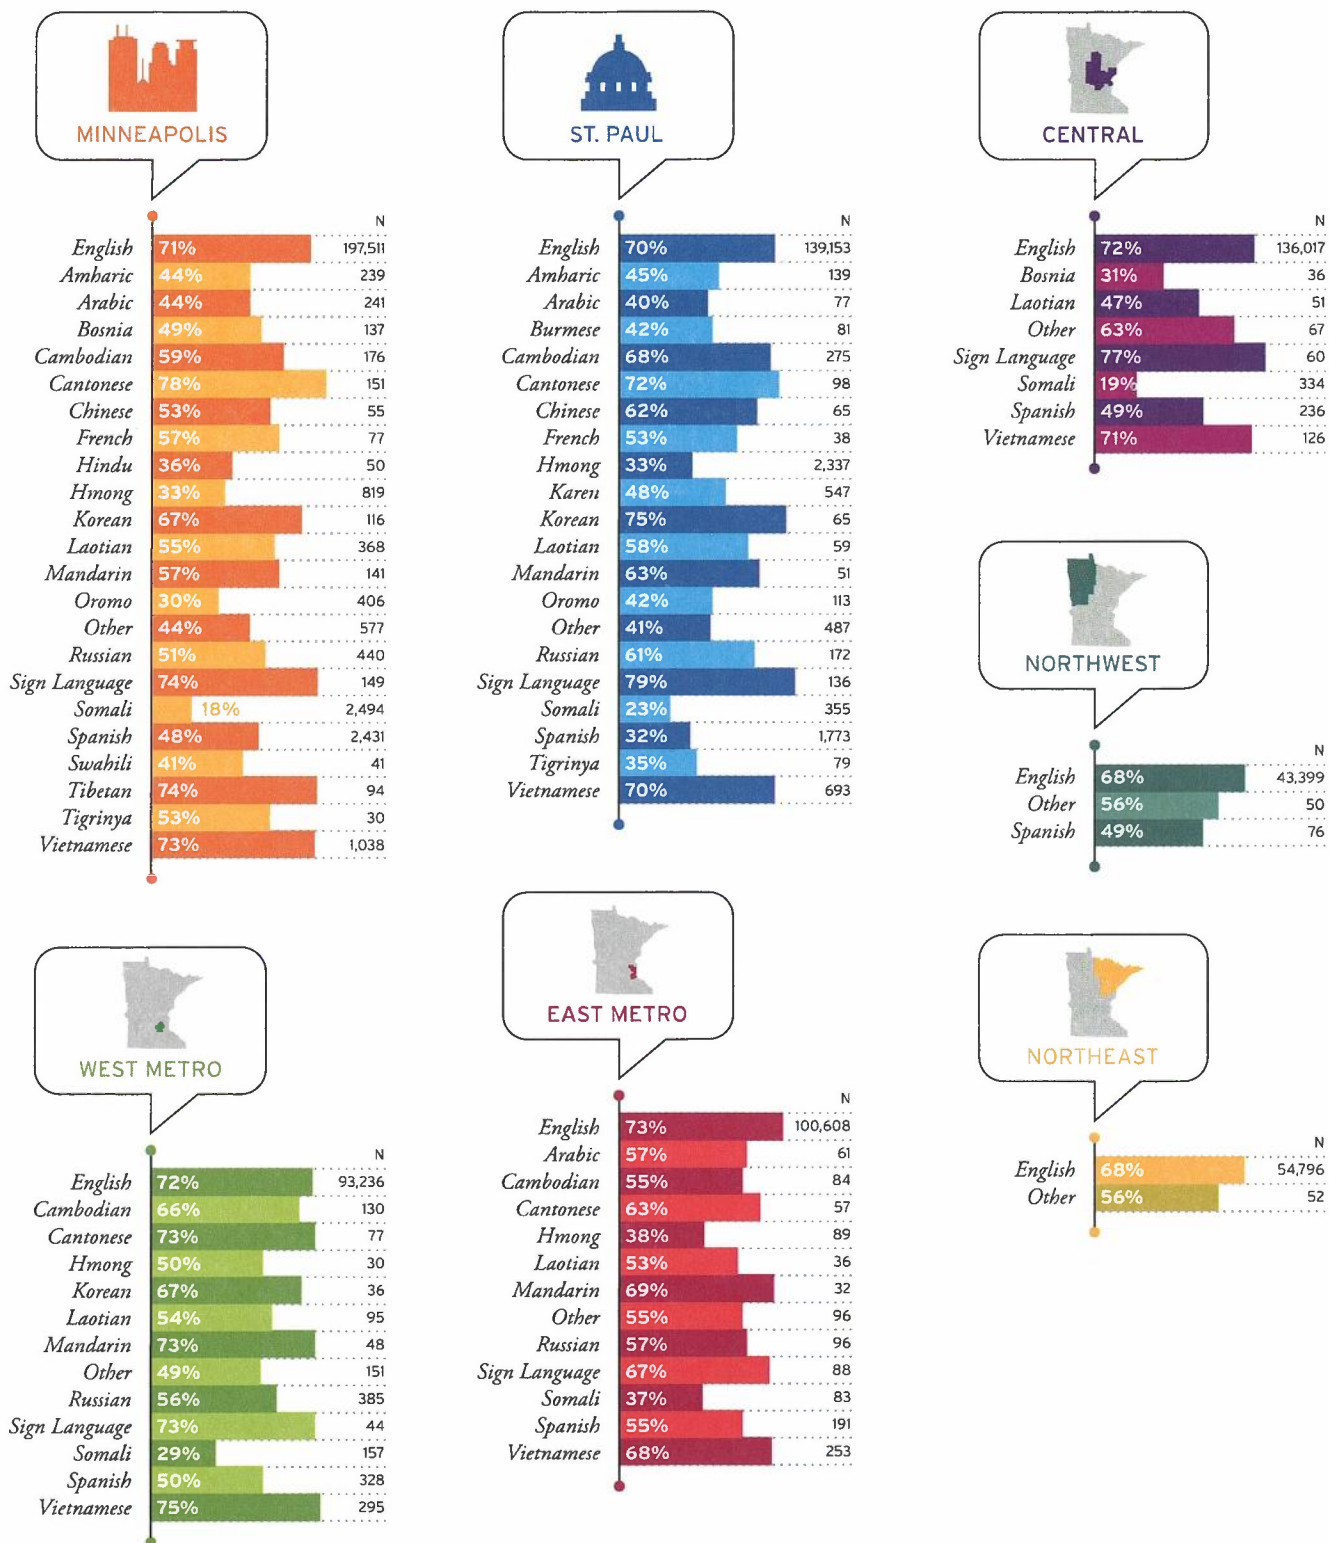 MINNEAPOLIS
N
English 71% 197,511
Amharic 44% 239
Arabic 44% 241
Bosnia 49% 137
Cambodian 59% 176
Cantonese 78% 151
Chinese 53% 55
French 57% 77
Hindu 36% 50
Hmong 33% 819
Korean 67% 116
Laotian 55% 368
Mandarin 57% 141
Oromo 30% 406
Other 44% 577
Russian 51% 440
Sign Language 74% 149
Somali 18% 2,494
Spanish 48% 2,431
Swahili 41% 41
Tibetan 74% 94
Tigrinya 53% 30
Vietnamese 73% 1,038
ST. PAUL
N
English 70% 139,153
Amharic 45% 139
Arabic 40% 77
Burmese 42% 81
Cambodian 68% 275
Cantonese 72% 98
Chinese 62% 65
French 53% 38
Hmong 33% 2,337
Karen 48% 547
Korean 75% 65
Laotian 58% 59
Mandarin 63% 51
Oromo 42% 113
Other 41% 487
Russian 61% 172
Sign Language 79% 136
Somali 23% 355
Spanish 32% 1,773
Tigrinya 35% 79
Vietnamese 70% 693
CENTRAL
N
English 72% 136,017
Bosnia 31% 36
Laotian 47% 51
Other 63% 67
Sign Language 77% 60
Somali 19% 334
Spanish 49% 236
Vietnamese 71% 126
NORTHWEST
N
English 68% 43,399
Other 56% 50
Spanish 49% 76
WEST METRO
N
English 72% 93,236
Cambodian 66% 130
Cantonese 73% 77
Hmong 50% 30
Korean 67% 36
Laotian 54% 95
Mandarin 73% 48
Other 49% 151
Russian 56% 385
Sign Language 73% 44
Somali 29% 157
Spanish 50% 328
Vietnamese 75% 295
EAST METRO
N
English 73% 100,608
Arabic 57% 61
Cambodian 55% 84
Cantonese 63% 57
Hmong 38% 89
Laotian 53% 36
Mandarin 69% 32
Other 55% 96
Russian 57% 96
Sign Language 67% 88
Somali 37% 83
Spanish 55% 191
Vietnamese 68% 253
NORTHEAST
N
English 68% 54,796
Other 56% 52